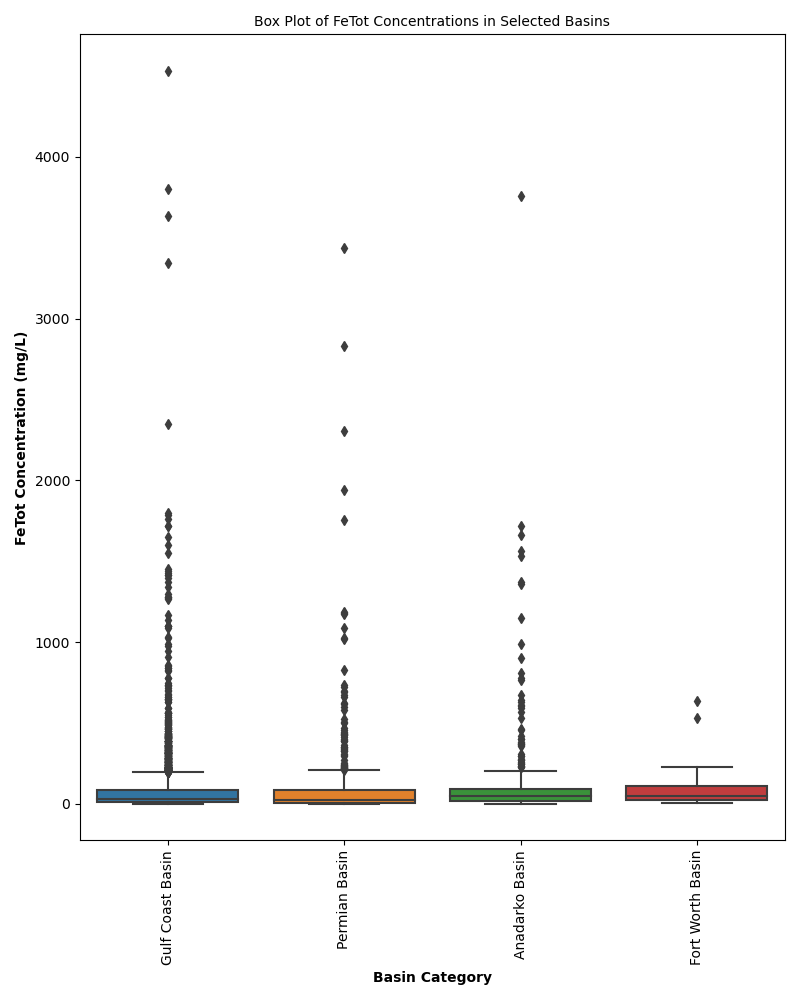 Box Plot of FeTot Concentrations in Selected Basins
FeTot Concentration (mg/L)
4000
3000
2000
1000
0
Gulf Coast Basin
Permian Basin
Anadarko Basin
Fort Worth Basin
Basin Category